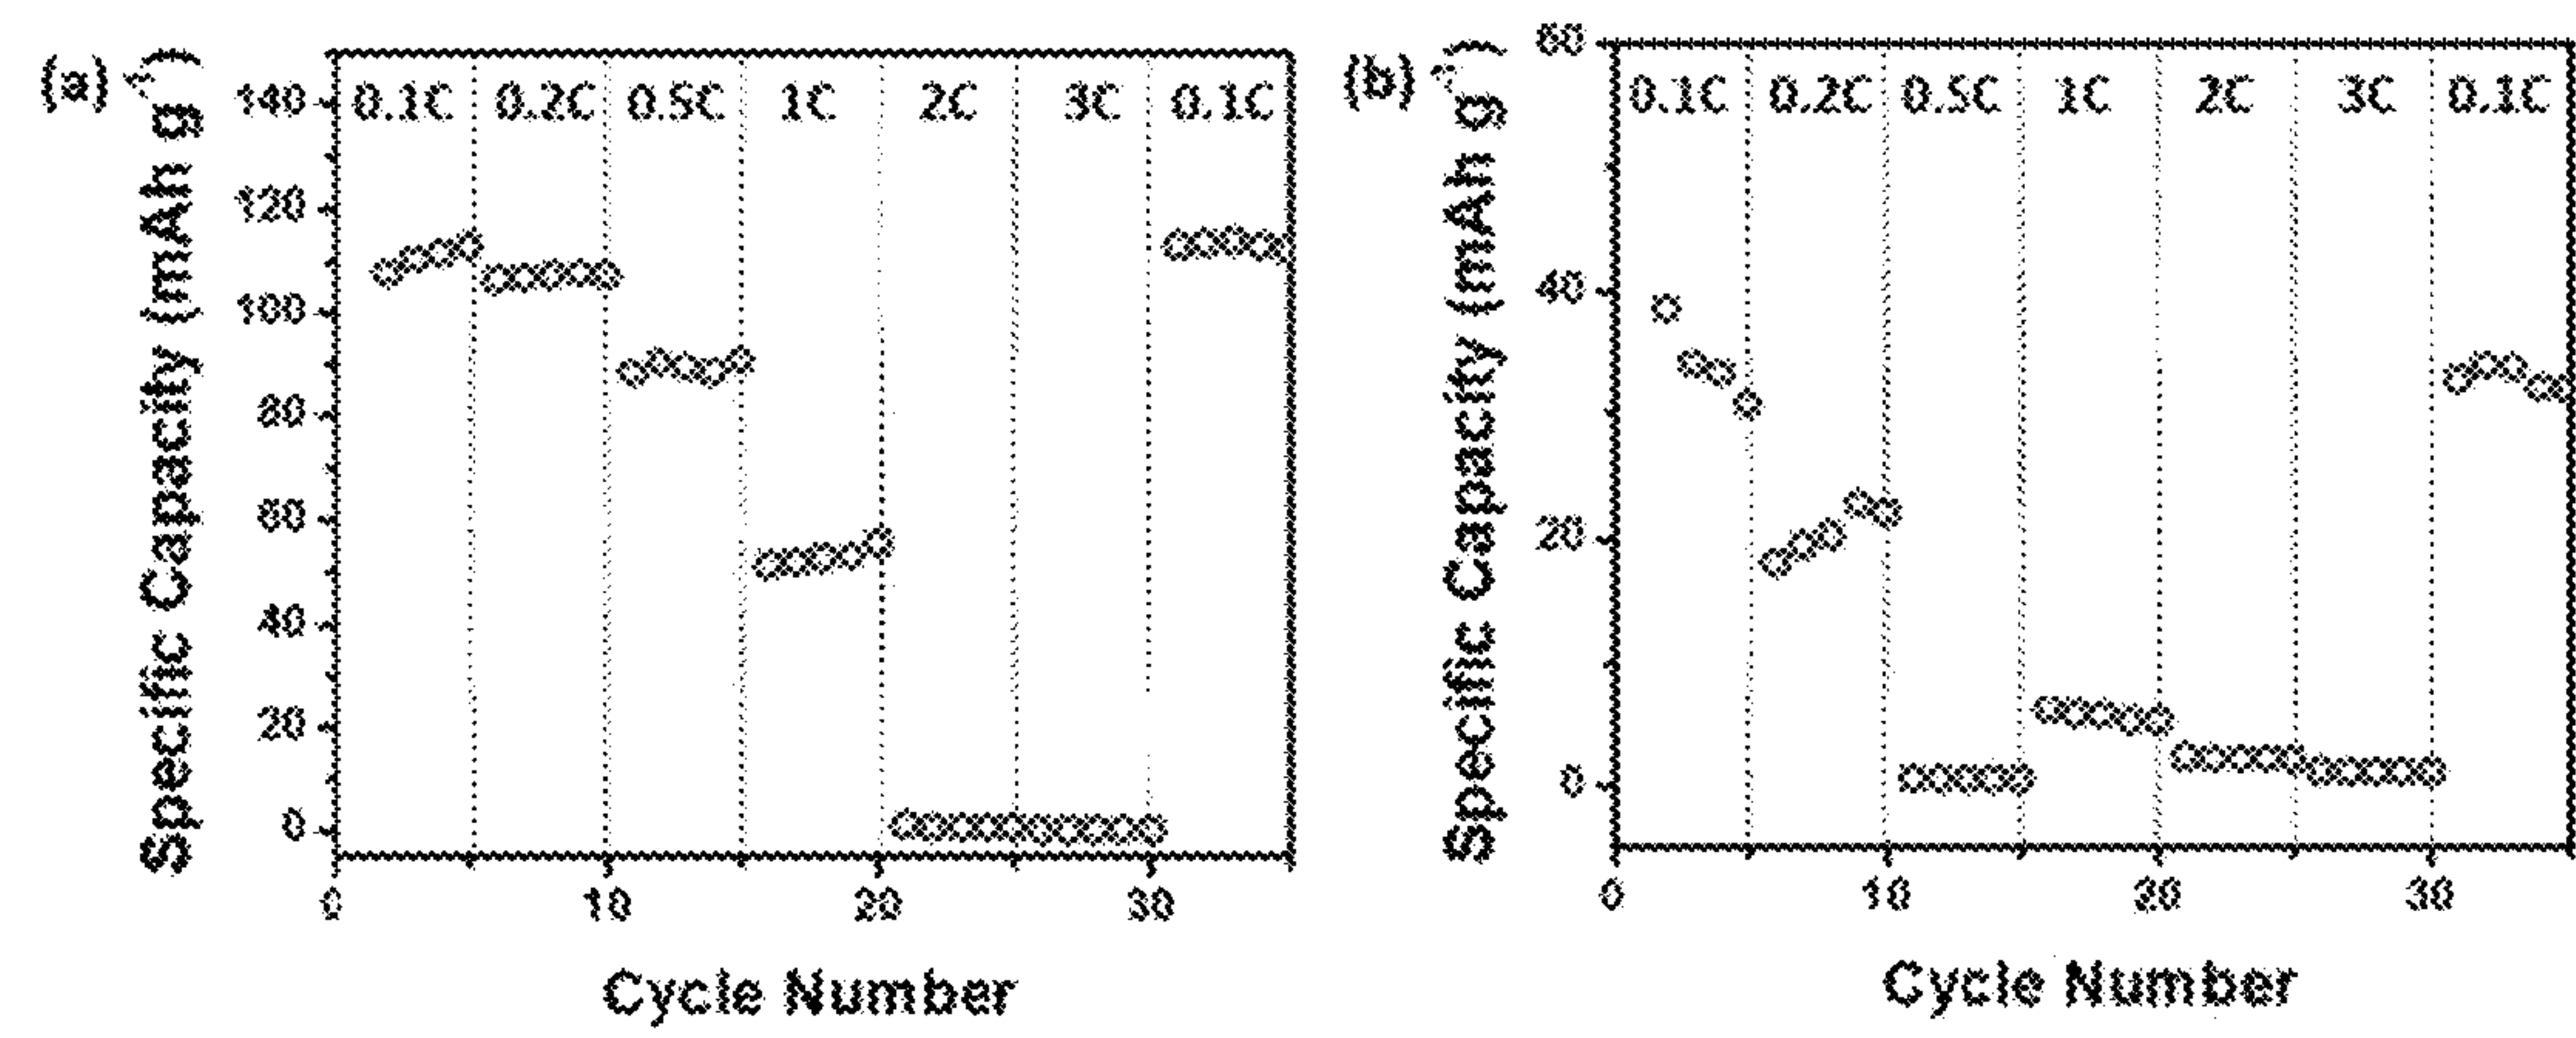 (a)
Specific Capacity (mAh g⁻¹)
140
120
100
80
60
40
20
0
0.1C 0.2C 0.5C 1C 2C 3C 0.1C
0 10 20 30
Cycle Number
(b)
Specific Capacity (mAh g⁻¹)
60
40
20
0
0.1C 0.2C 0.5C 1C 2C 3C 0.1C
0 10 20 30
Cycle Number